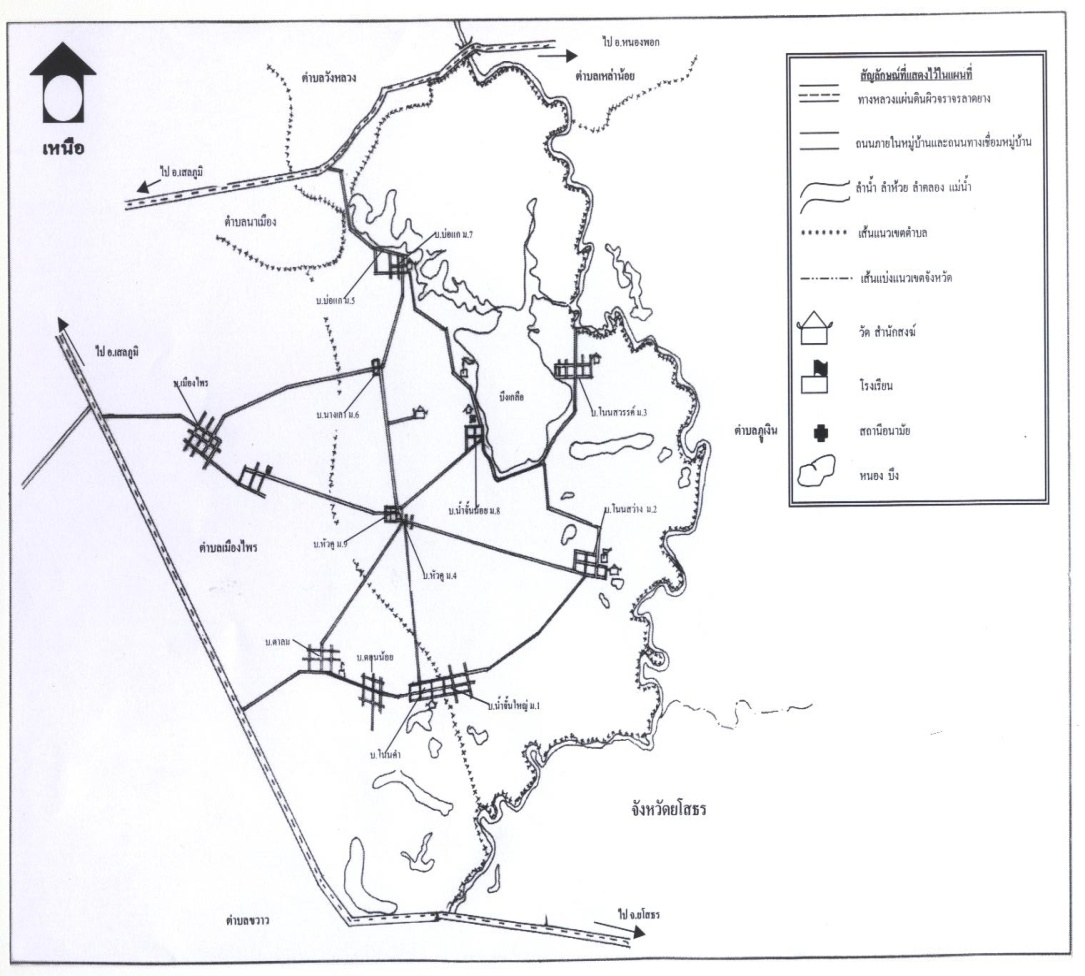 ไป อ.หนองพอก
ตำบลวังหลวง
ตำบลเหล่าน้อย
เหนือ
ไป อ.เสลภูมิ
ตำบลนาเมือง
บ.บ่อแก ม.7
บ.บ่อแก ม.5
ไป อ.เสลภูมิ
บ.เมืองไพร
บ.นางเลา ม.6
บึงเกลือ
บ.โนนสวรรค์ ม.3
ตำบลภูเงิน
บ.น้ำจั้นน้อย ม.8
บ.โนนสว่าง ม.2
ตำบลเมืองไพร
บ.หัวคู ม.9
บ.หัวคู ม.4
บ.ตาลม
บ.ดอนน้อย
บ.น้ำจั้นใหญ่ ม.1
บ.โนนคำ
จังหวัดยโสธร
ตำบลขวาว
ไป จ.ยโสธร
สัญลักษณ์ที่แสดงไว้ในแผนที่
ทางหลวงแผ่นดินผิวจราจรลาดยาง
ถนนภายในหมู่บ้านและถนนทางเชื่อมหมู่บ้าน
ลำน้ำ ลำห้วย ลำคลอง แม่น้ำ
เส้นแนวเขตตำบล
เส้นแบ่งแนวเขตจังหวัด
วัด สำนักสงฆ์
โรงเรียน
สถานีอนามัย
หนอง บึง